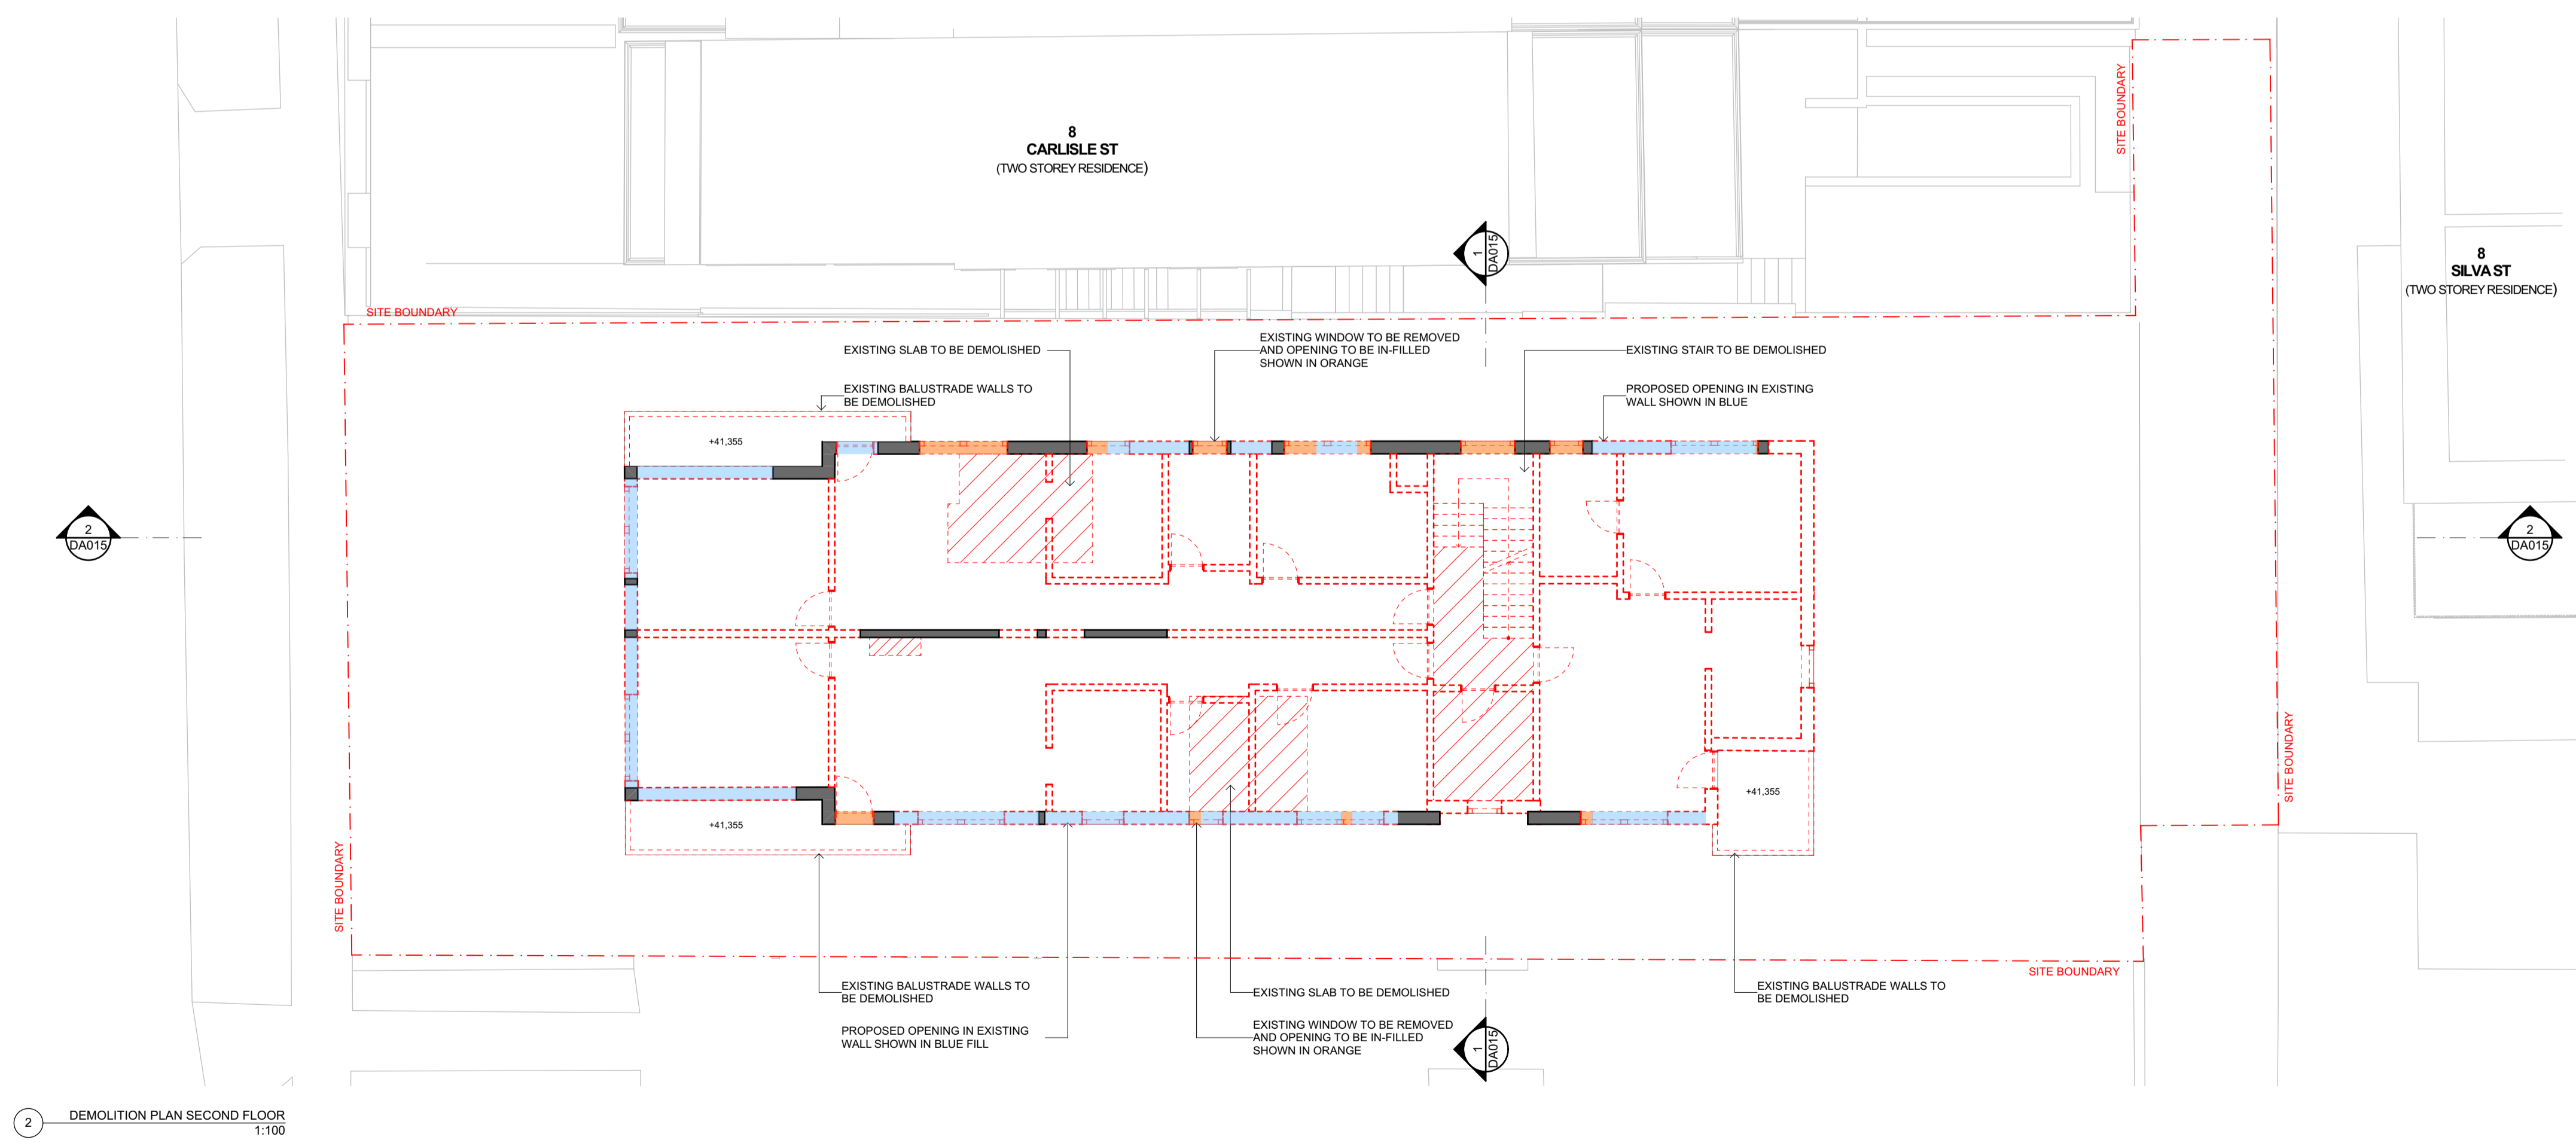 8
CARLISLE ST
(TWO STOREY RESIDENCE)
SITE BOUNDARY
1
DA015
8
SILVA ST
(TWO STOREY RESIDENCE)
SITE BOUNDARY
EXISTING SLAB TO BE DEMOLISHED
EXISTING WINDOW TO BE REMOVED
AND OPENING TO BE IN-FILLED
SHOWN IN ORANGE
EXISTING STAIR TO BE DEMOLISHED
EXISTING BALUSTRADE WALLS TO
BE DEMOLISHED
PROPOSED OPENING IN EXISTING
WALL SHOWN IN BLUE
+41,355
2
DA015
2
DA015
+41,355
+41,355
SITE BOUNDARY
SITE BOUNDARY
SITE BOUNDARY
EXISTING BALUSTRADE WALLS TO
BE DEMOLISHED
EXISTING SLAB TO BE DEMOLISHED
EXISTING BALUSTRADE WALLS TO
BE DEMOLISHED
PROPOSED OPENING IN EXISTING
WALL SHOWN IN BLUE FILL
EXISTING WINDOW TO BE REMOVED
AND OPENING TO BE IN-FILLED
SHOWN IN ORANGE
1
DA015
2
DEMOLITION PLAN SECOND FLOOR
1:100